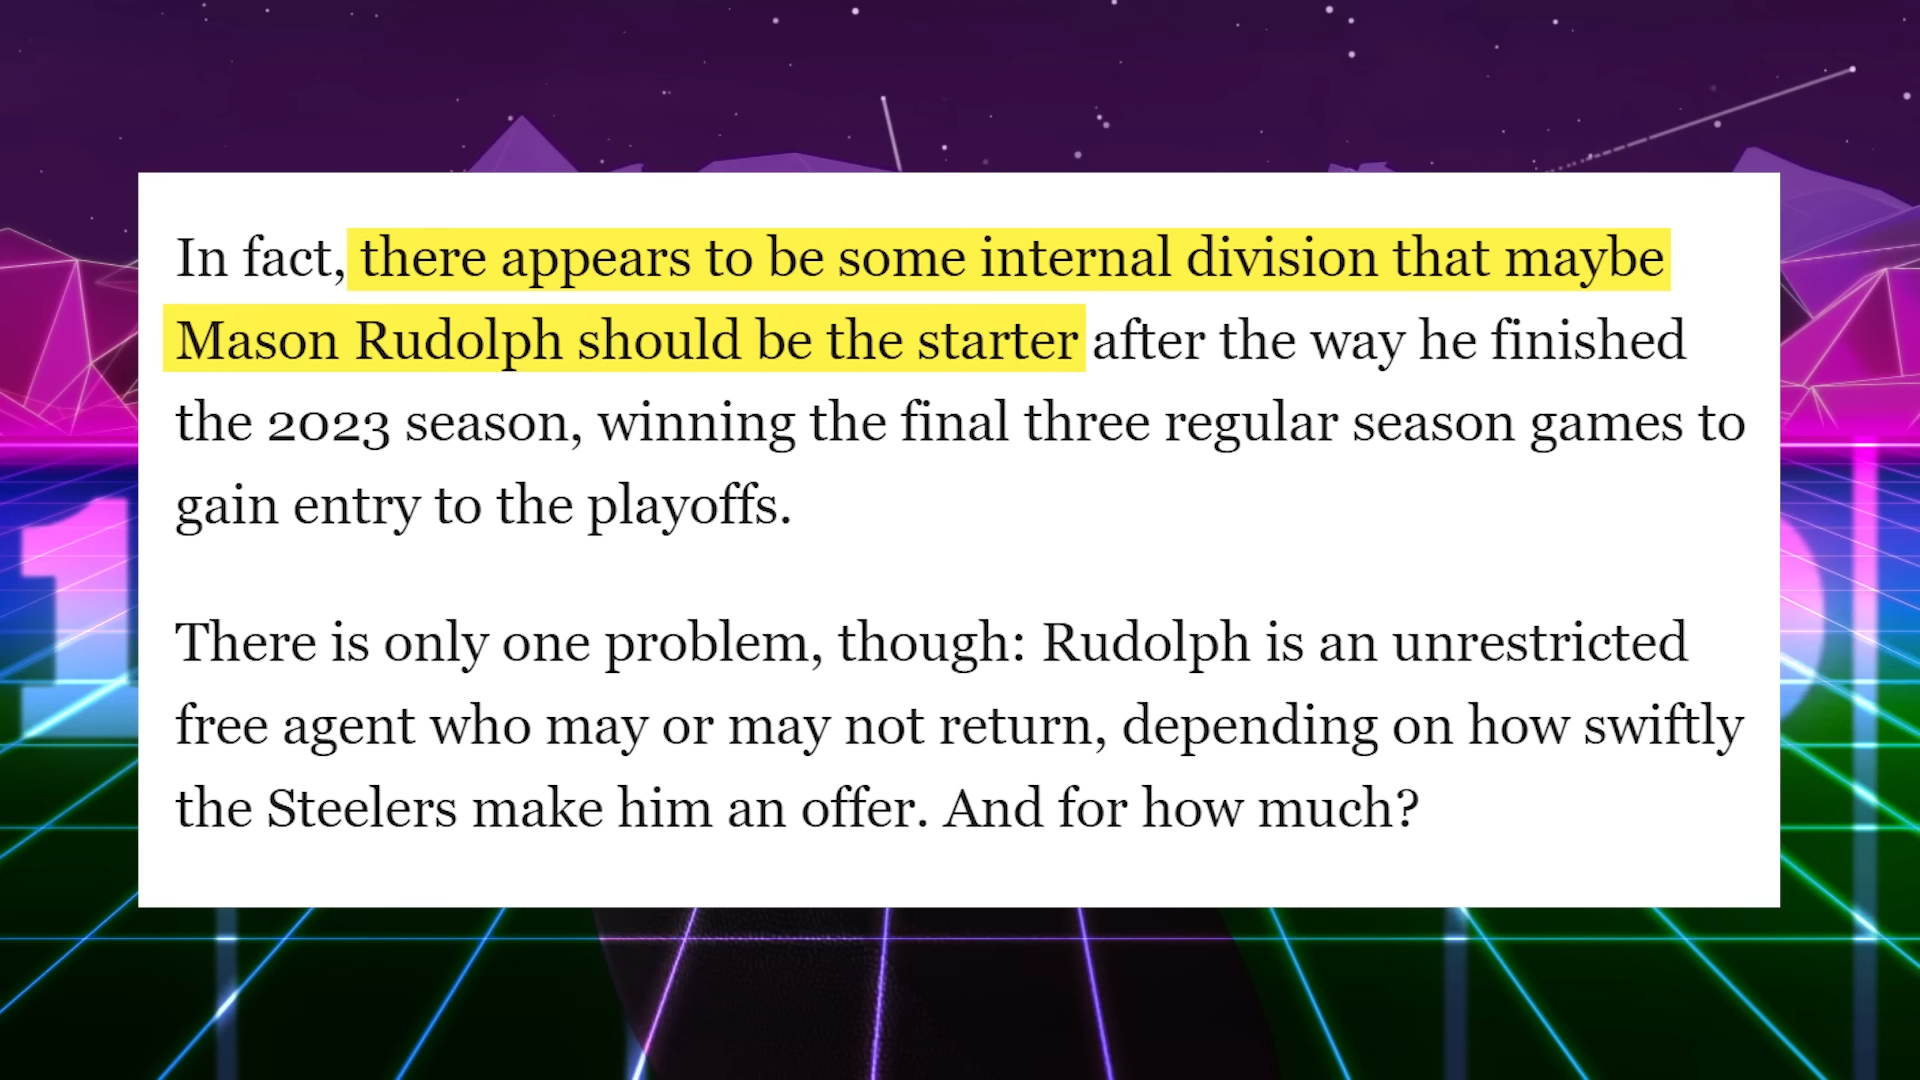 In fact, there appears to be some internal division that maybe
Mason Rudolph should be the starter after the way he finished
the 2023 season, winning the final three regular season games to
gain entry to the playoffs.
There is only one problem, though: Rudolph is an unrestricted
free agent who may or may not return, depending on how swiftly
the Steelers make him an offer. And for how much?